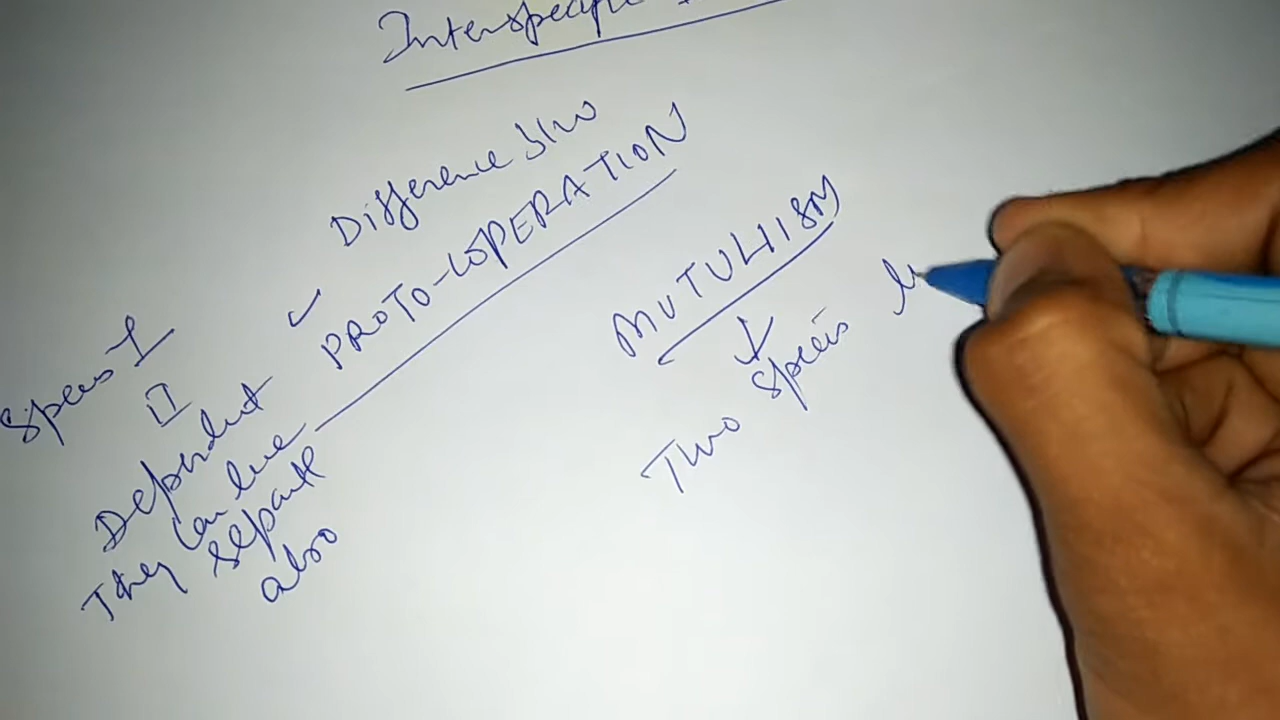 Interspecific
Difference b/w
PROTO-COOPERATION
MUTULISM
Species I
II
Dependent
They can live
separate
also
Two Species